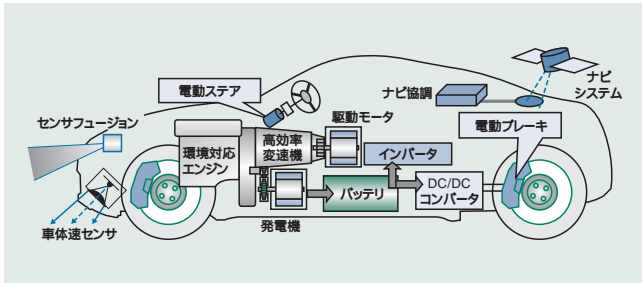 ナビ
システム
電動ステア
ナビ協調
センサフュージョン
駆動モータ
電動ブレーキ
環境対応
エンジン
高効率
変速機
インバータ
バッテリ
DC/DC
コンバータ
車体速センサ
発電機